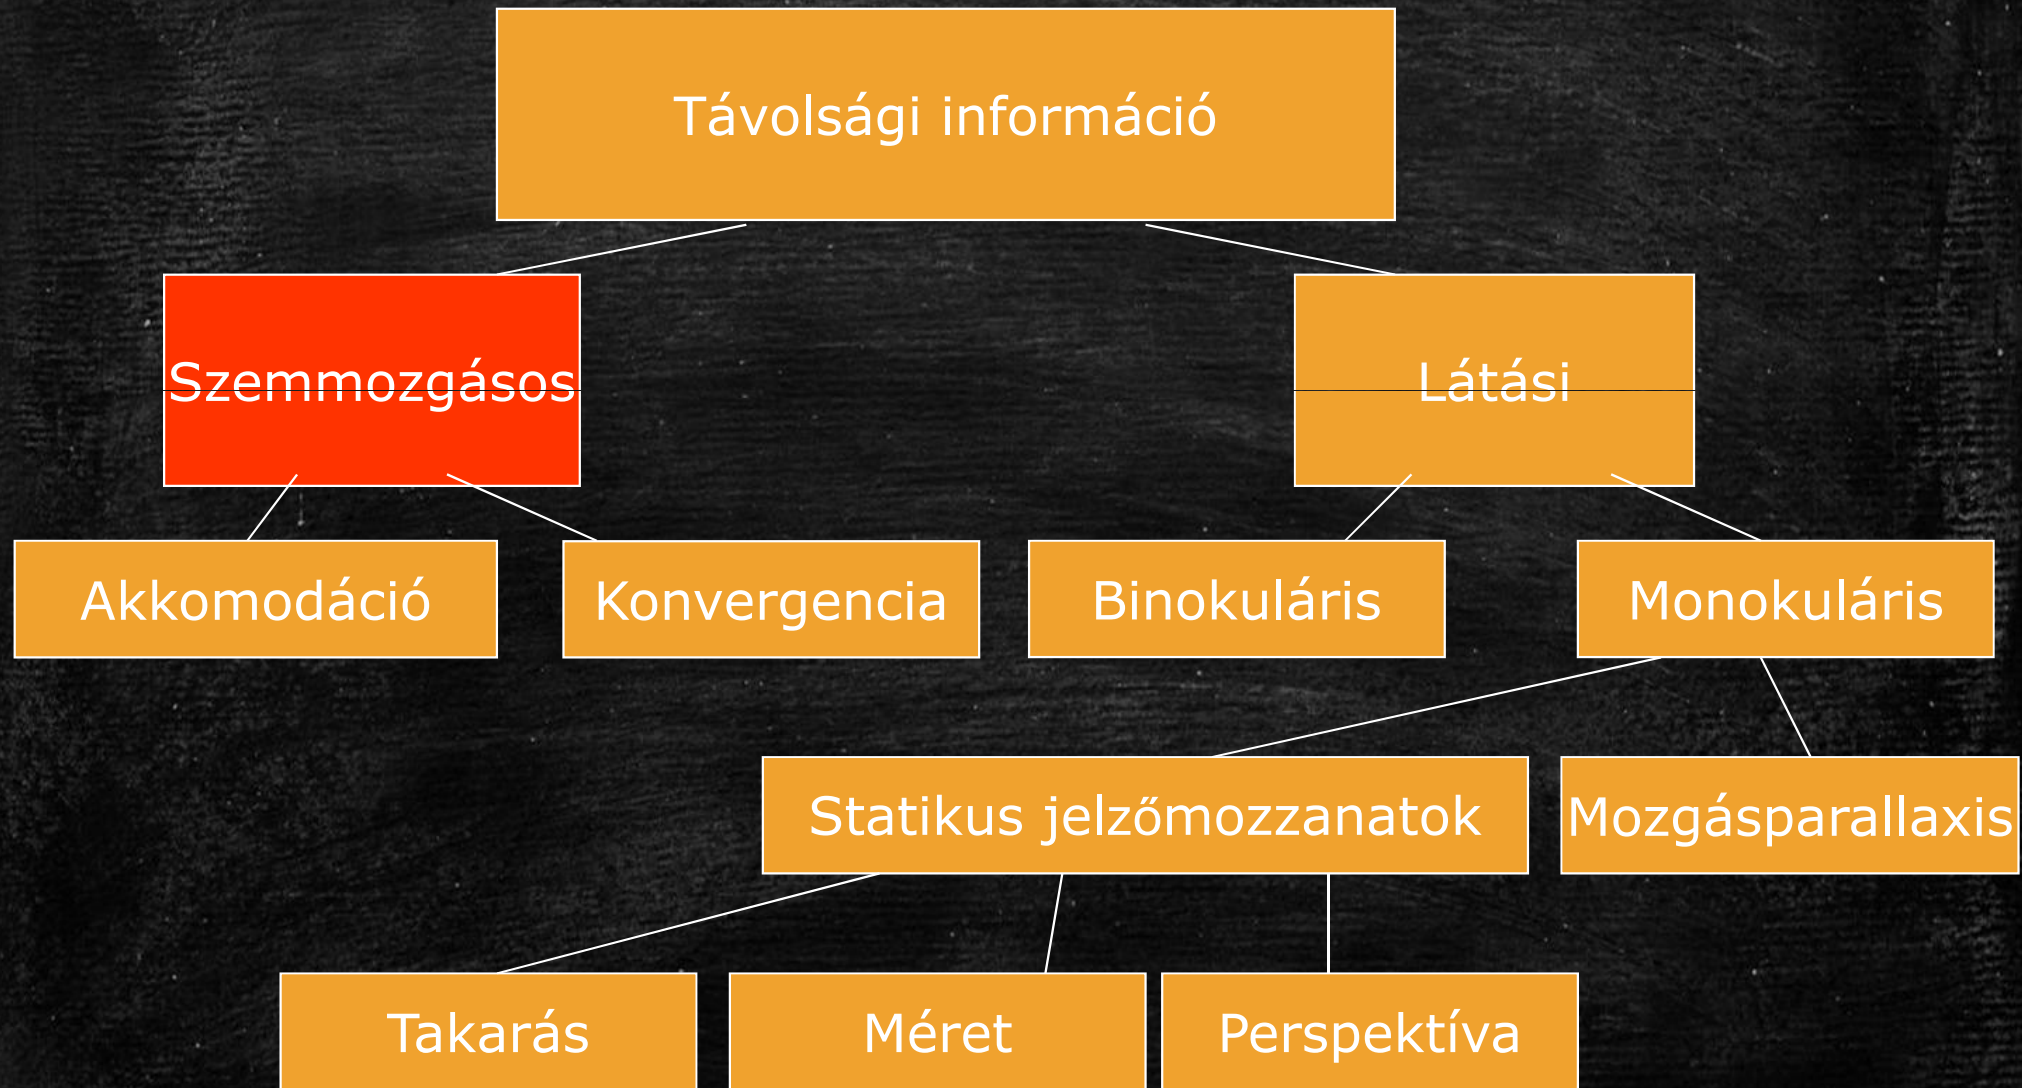 Távolsági információ
Szemmozgásos
Látási
Akkomodáció
Konvergencia
Binokuláris
Monokuláris
Statikus jelzőmozzanatok
Mozgásparallaxis
Takarás
Méret
Perspektíva